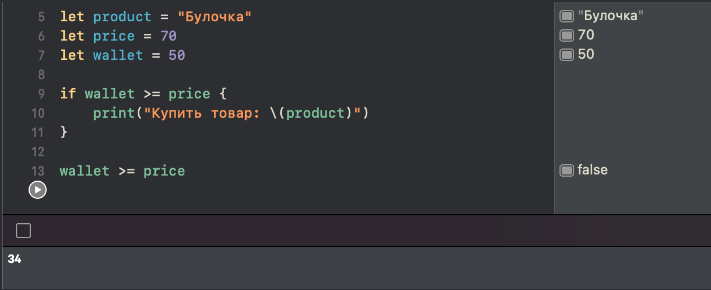 5 let product = "Булочка" "Булочка"
6 let price = 70 70
7 let wallet = 50 50
8
9 if wallet >= price {
10 print("Купить товар: \(product)")
11 }
12
13 wallet >= price false
34